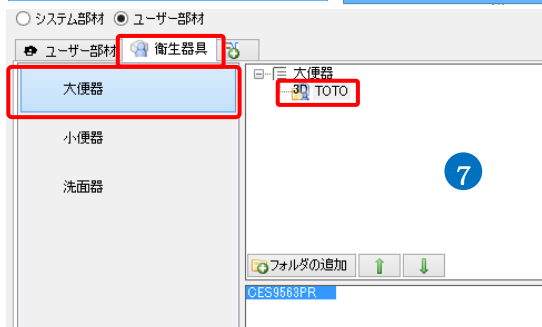 システム部材 ユーザー部材
ユーザー部材 衛生器具
大便器
小便器
洗面器
大便器
3D TOTO
7
フォルダの追加
CES9563PR